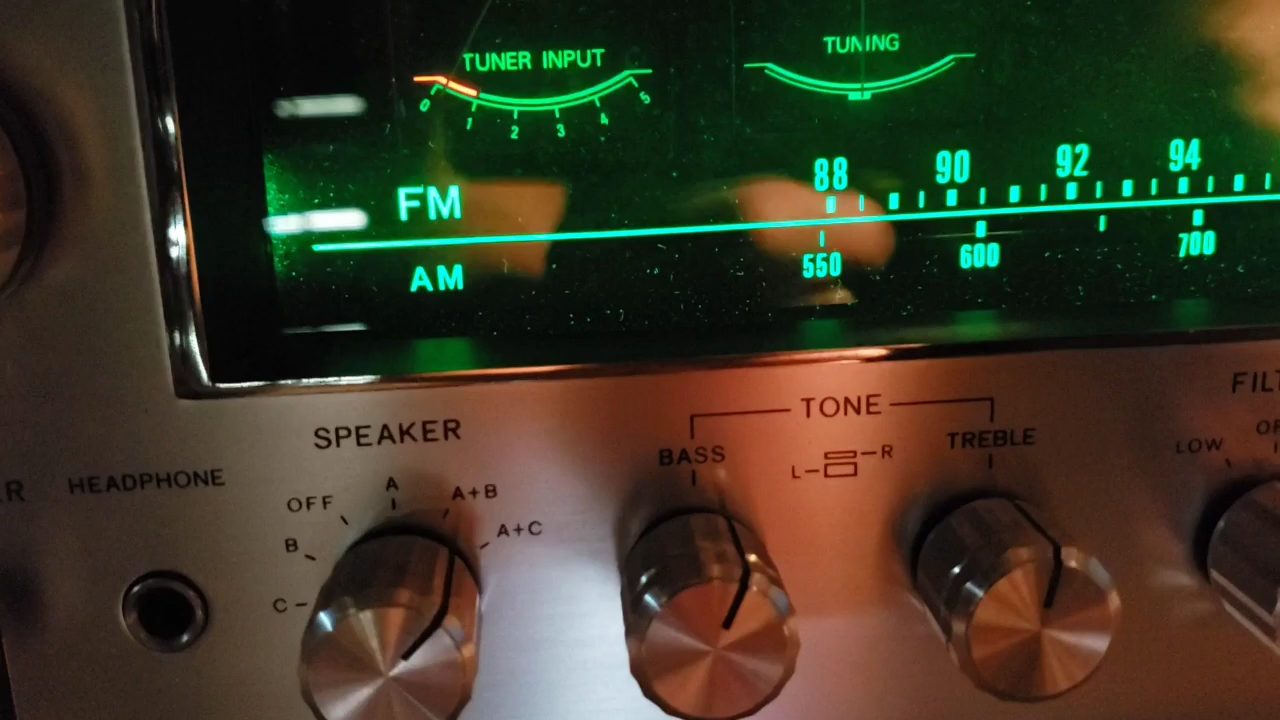 TUNER INPUT
TUNING
0 1 2 3 4 5
88 90 92 94
FM
AM
550 600 700
SPEAKER
TONE
BASS
TREBLE
L
R
HEADPHONE
OFF
A
A+B
A+C
B
C
LOW